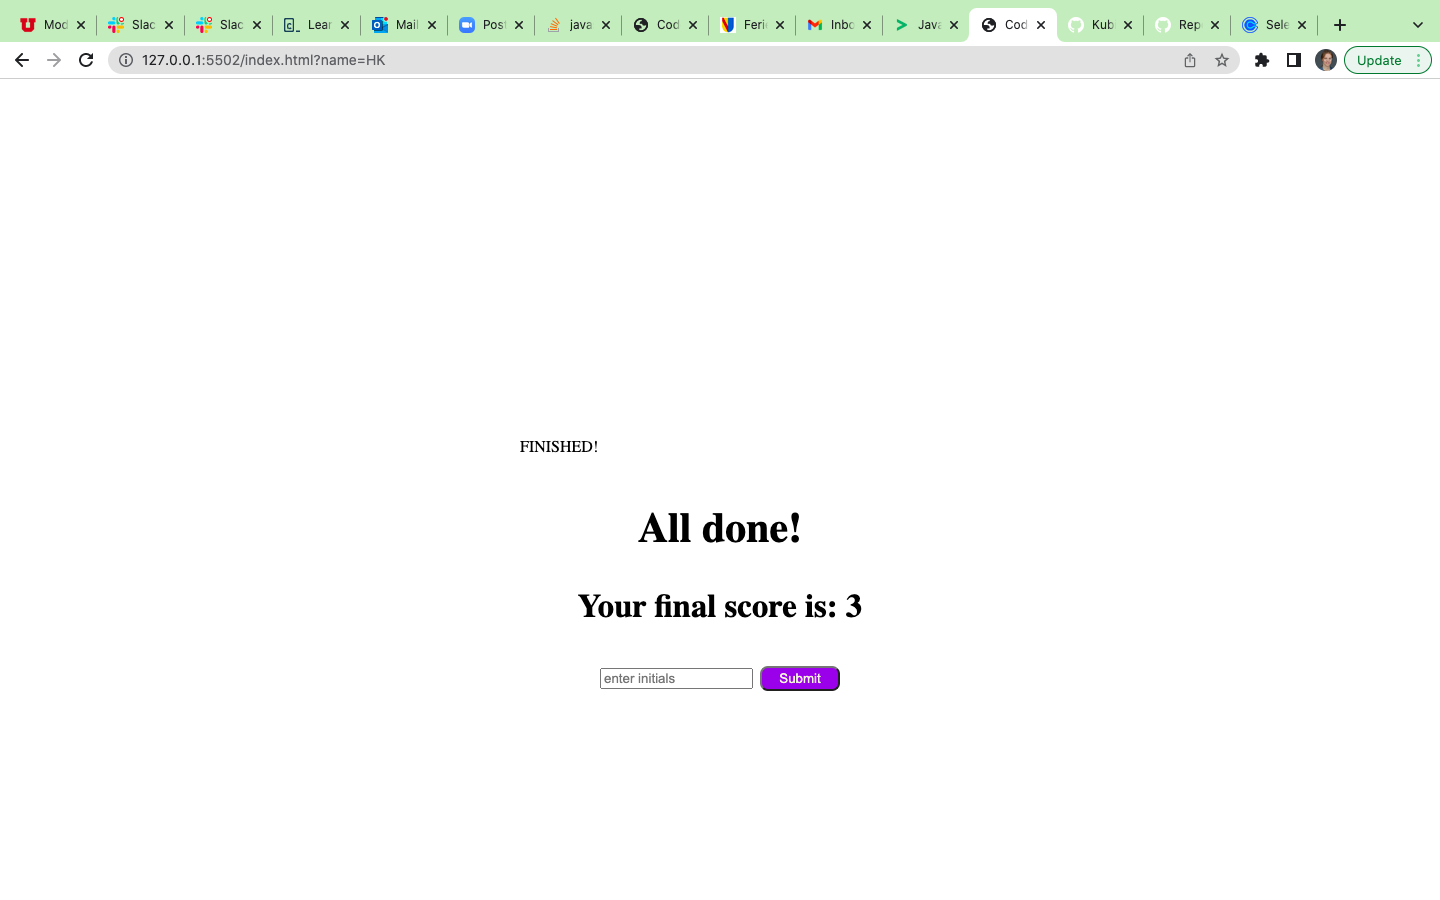 Mod Slac Slac Lear Mail Post java Cod Feri Inbo Java Cod Kub Rep Sele
127.0.0.1:5502/index.html?name=HK Update
FINISHED!
All done!
Your final score is: 3
enter initials Submit